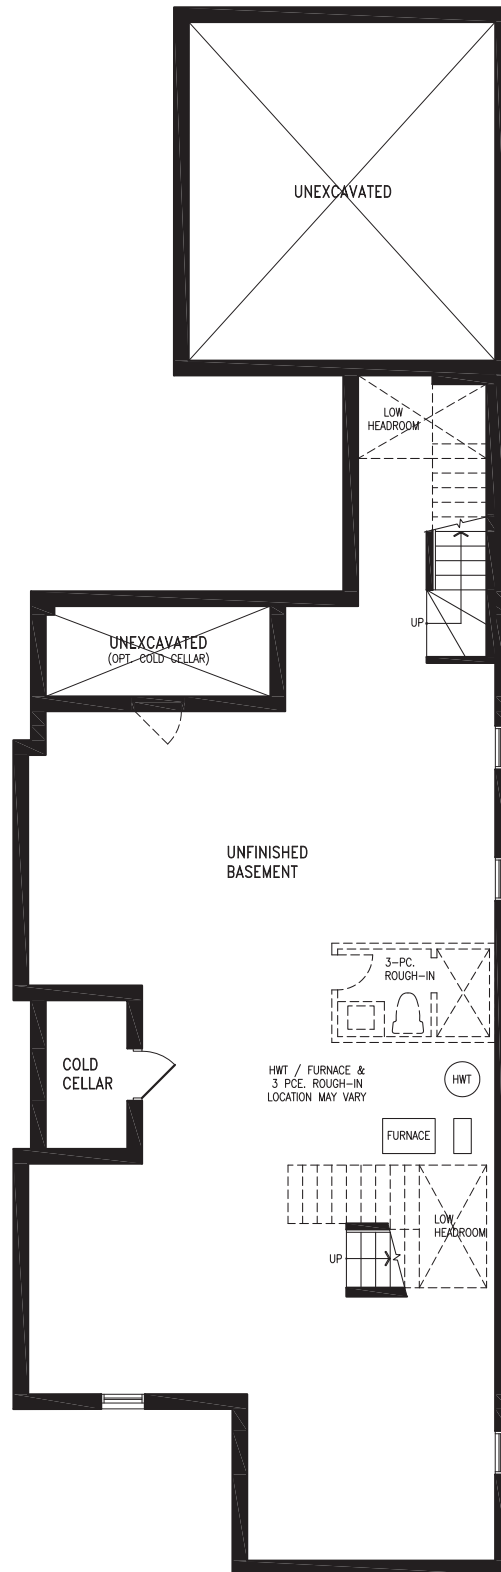 UNEXCAVATED
LOW
HEADROOM
UP
UNEXCAVATED
(OPT. COLD CELLAR)
UNFINISHED
BASEMENT
3-PC.
ROUGH-IN
COLD
CELLAR
HWT / FURNACE &
3 PCE. ROUGH-IN
LOCATION MAY VARY
HWT
FURNACE
LOW
HEADROOM
UP